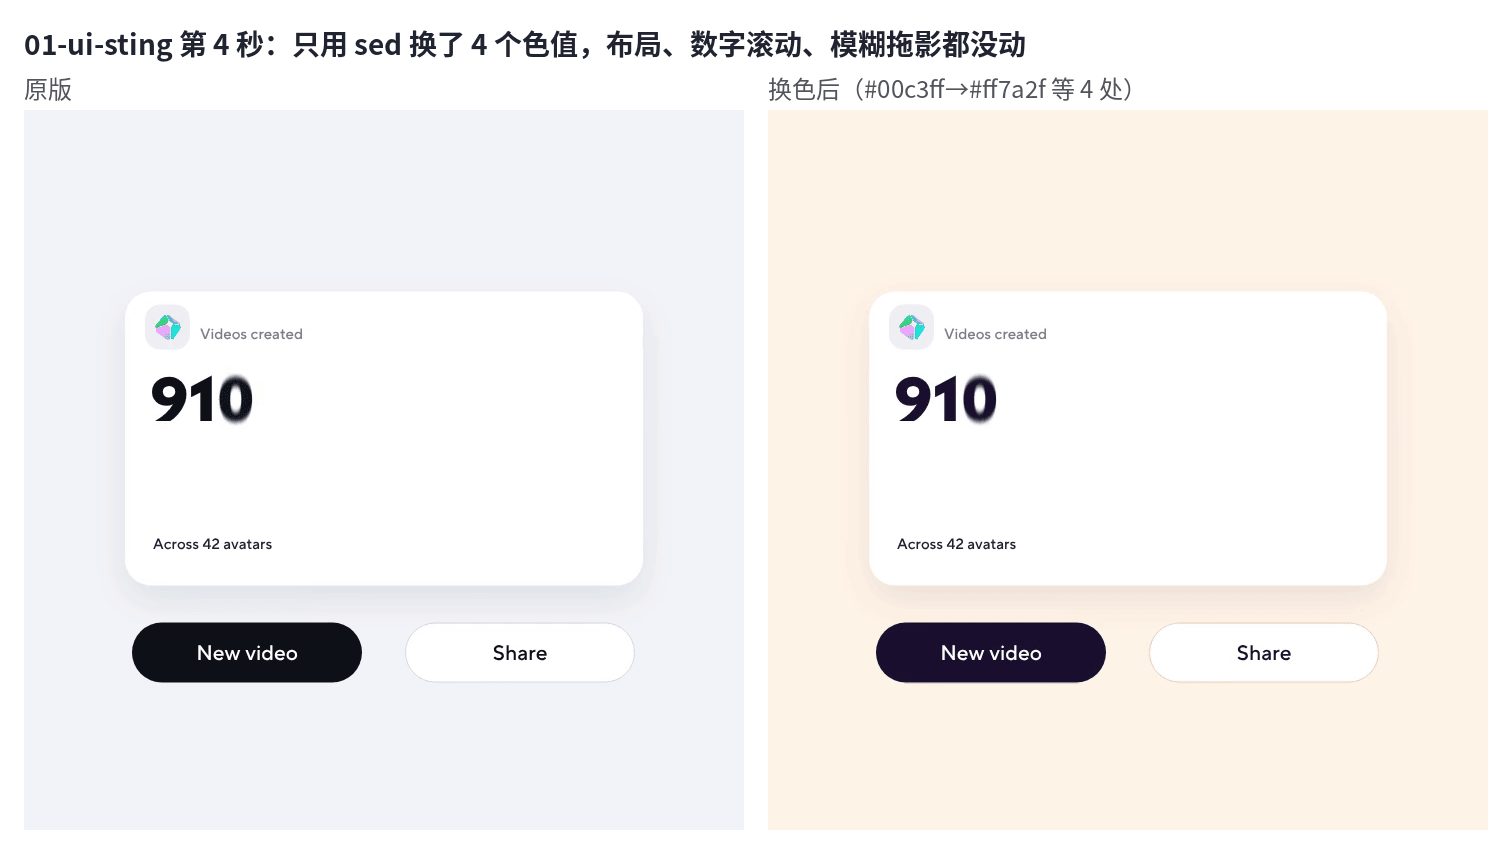 01-ui-sting 第 4 秒：只用 sed 换了 4 个色值，布局、数字滚动、模糊拖影都没动
原版
换色后（#00c3ff→#ff7a2f 等 4 处）
Videos created
910
Across 42 avatars
New video
Share
Videos created
910
Across 42 avatars
New video
Share